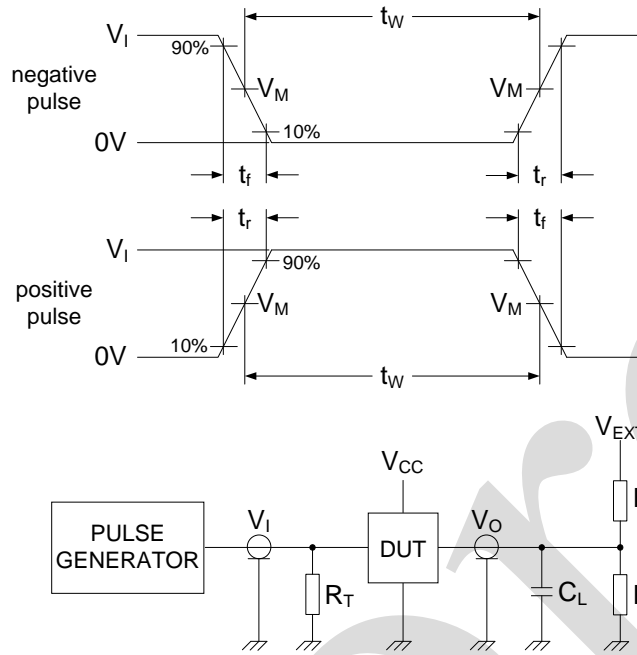 t_W
V_I
90%
negative
pulse
V_M
V_M
0V
10%
t_f
t_r
t_r
t_f
V_I
90%
positive
pulse
V_M
V_M
10%
0V
t_W
V_EXT
V_CC
PULSE
GENERATOR
V_I
DUT
V_O
R_T
C_L